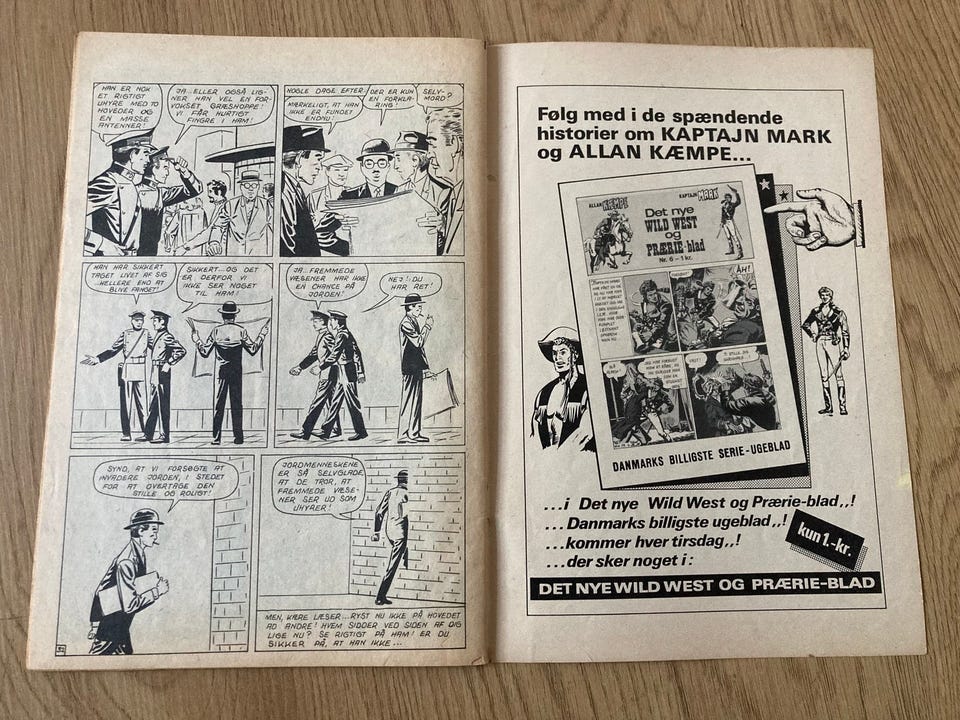 HAN ER NOK
ET RIGTIGT
UHYRE MED TO
HOVEDER OG
EN MASSE
ANTENNER!
JA...ELLER OGSÅ LIG-
NER HAN VEL EN FOR-
VOKSET GRÆSHOPPE!
VI FÅR HURTIGT
FINGRE I HAM!
NOGLE DAGE EFTER
MÆRKELIGT, AT HAN
IKKE ER FUNDET
ENDNU!
DER ER KUN
EN FORKLA-
RING!
SELV-
MORD?
HAN HAR SIKKERT
TAGET LIVET AF SIG
...HELLERE END AT
BLIVE FANGET!
SIKKERT...OG DET
ER DERFOR VI
IKKE SER NOGET
TIL HAM!
JA...FREMMEDE
VÆSENER HAR IKKE
EN CHANCE PÅ
JORDEN!
NEJ! DU
HAR RET!
SYND, AT VI FORSØGTE AT
INVADERE JORDEN, I STEDET
FOR AT OVERTAGE DEN
STILLE OG ROLIGT!
JORDMENNESKENE
ER SÅ SELVGLADE,
AT DE TROR, AT
FREMMEDE VÆSE-
NER SER UD SOM
UHYRER!
MEN, KÆRE LÆSER...RYST NU IKKE PÅ HOVEDET
AD ANDRE! HVEM SIDDER VED SIDEN AF DIG
LIGE NU? SE RIGTIGT PÅ HAM! ER DU
SIKKER PÅ, AT HAN IKKE...
Følg med i de spændende
historier om KAPTAJN MARK
og ALLAN KÆMPE...
ALLAN KÆMPE
KAPTAJN MARK
Det nye
WILD WEST
og
PRÆRIE-blad
Nr. 6 - 1 kr.
ÅH!
DANMARKS BILLIGSTE SERIE-UGEBLAD
...i Det nye Wild West og Prærie-blad,,!
...Danmarks billigste ugeblad,,!
...kommer hver tirsdag,,!
...der sker noget i:
kun 1.-kr.
DET NYE WILD WEST OG PRÆRIE-BLAD